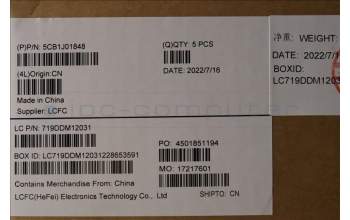 (P)P/N: 5CB1J01848
(Q)QTY: 5 PCS
(4L)Origin:CN
DATE: 2022/7/16
Made in China
Supplier: LCFC
净重: WEIGHT:
DATE: 2022/7/
BOXID:
LC719DDM1203
LC P/N: 719DDM12031
PO: 4501851194
BOX ID: LC719DDM12031228653591
MO: 17217601
Contains Merchandise From: China
LCFC(HeFei) Electronics Technology Co., Ltd
SHIPTO: CN